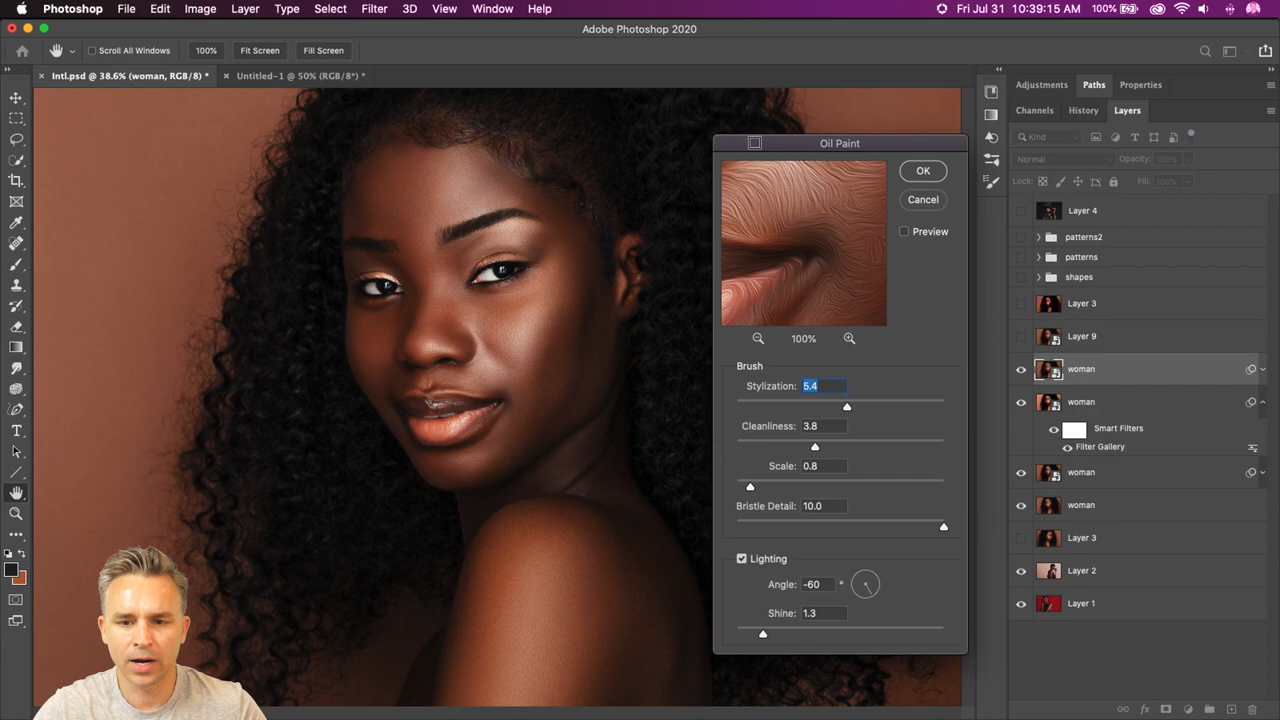 Photoshop File Edit Image Layer Type Select Filter 3D View Window Help 100% Fri Jul 31 10:39:15 AM
Adobe Photoshop 2020
Scroll All Windows 100% Fit Screen Fill Screen
Intl.psd @ 38.6% (woman, RGB/8) * Untitled-1 @ 50% (RGB/8*) *
Adjustments Paths Properties
Channels History Layers
Kind
Normal Opacity: 100%
Lock: Fill: 100%
Layer 4
patterns2
patterns
shapes
Layer 3
Layer 9
woman
woman
Smart Filters
Filter Gallery
woman
woman
Layer 3
Layer 2
Layer 1
Oil Paint
OK
Cancel
Preview
100%
Brush
Stylization: 5.4
Cleanliness: 3.8
Scale: 0.8
Bristle Detail: 10.0
Lighting
Angle: -60 °
Shine: 1.3
fx